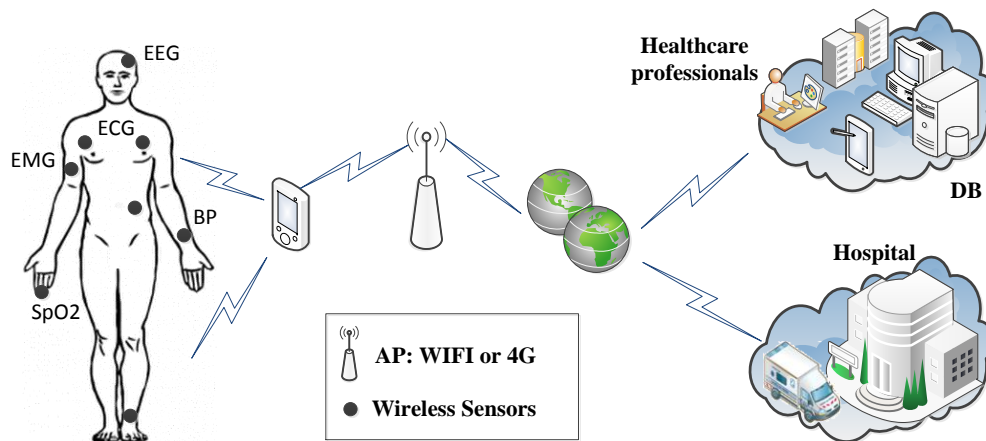 EEG
ECG
EMG
BP
SpO2
Healthcare
professionals
DB
Hospital
AP: WIFI or 4G
Wireless Sensors